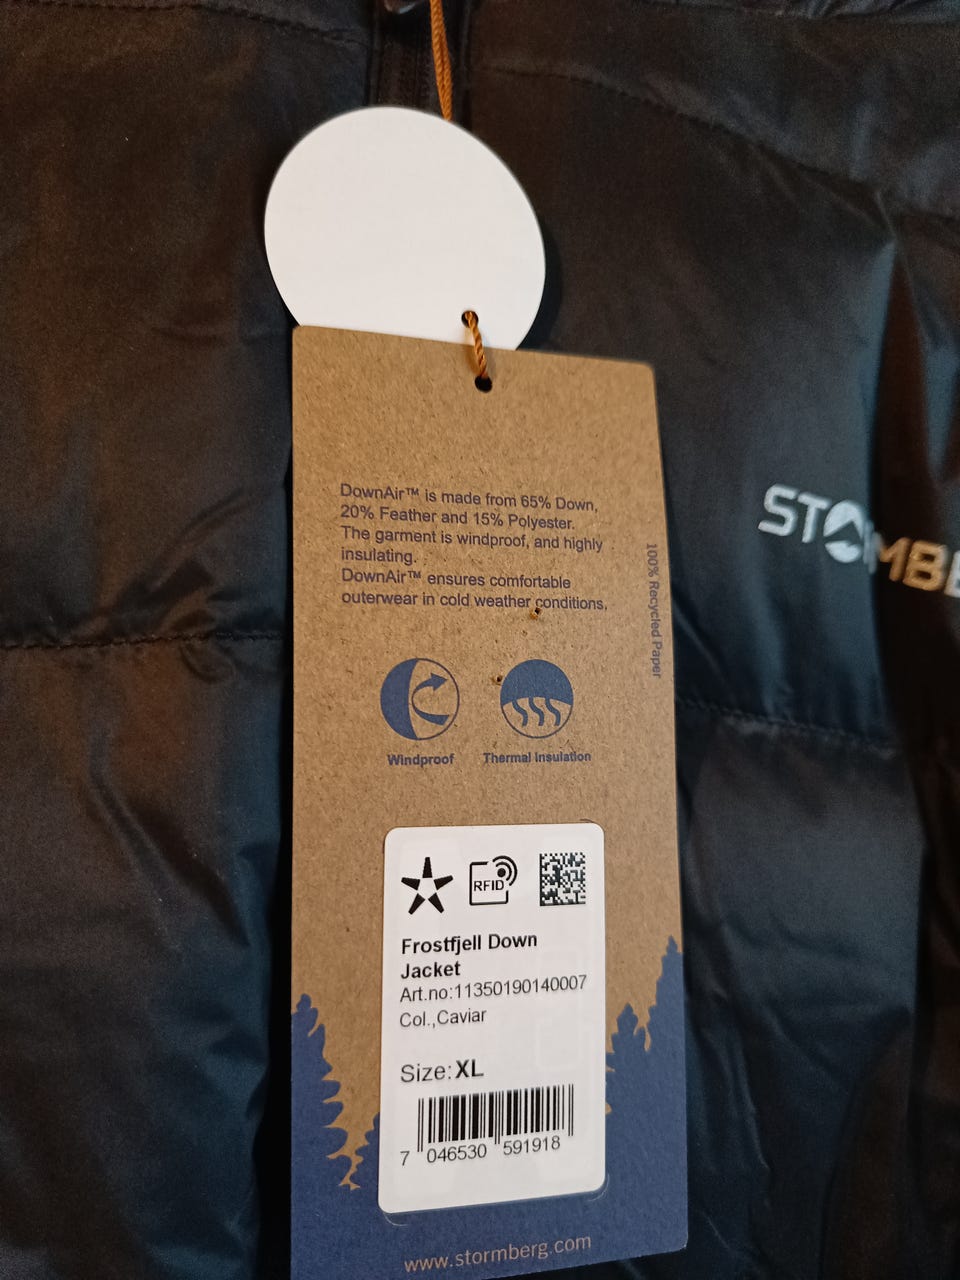 DownAir™ is made from 65% Down,
20% Feather and 15% Polyester.
The garment is windproof, and highly
insulating.
DownAir™ ensures comfortable
outerwear in cold weather conditions.
100% Recycled Paper
STORMBE
Windproof
Thermal Insulation
RFID
Frostfjell Down
Jacket
Art.no:11350190140007
Col.,Caviar
Size:XL
7 046530 591918
www.stormberg.com